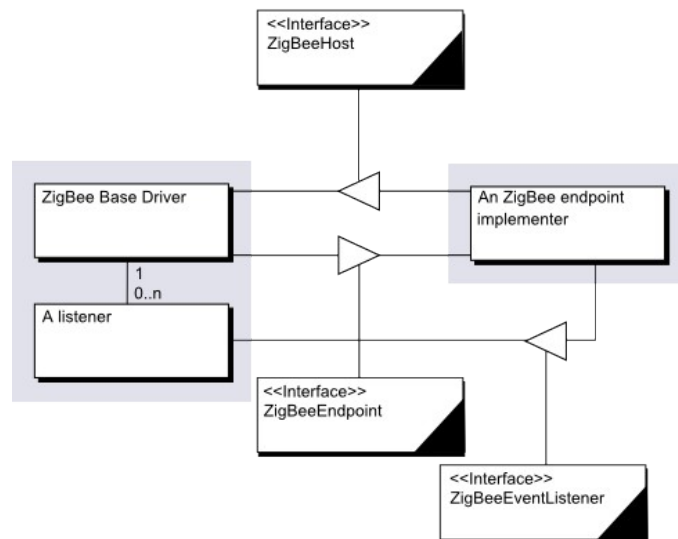 <<Interface>>
ZigBeeHost
ZigBee Base Driver
An ZigBee endpoint
implementer
1
0..n
A listener
<<Interface>>
ZigBeeEndpoint
<<Interface>>
ZigBeeEventListener